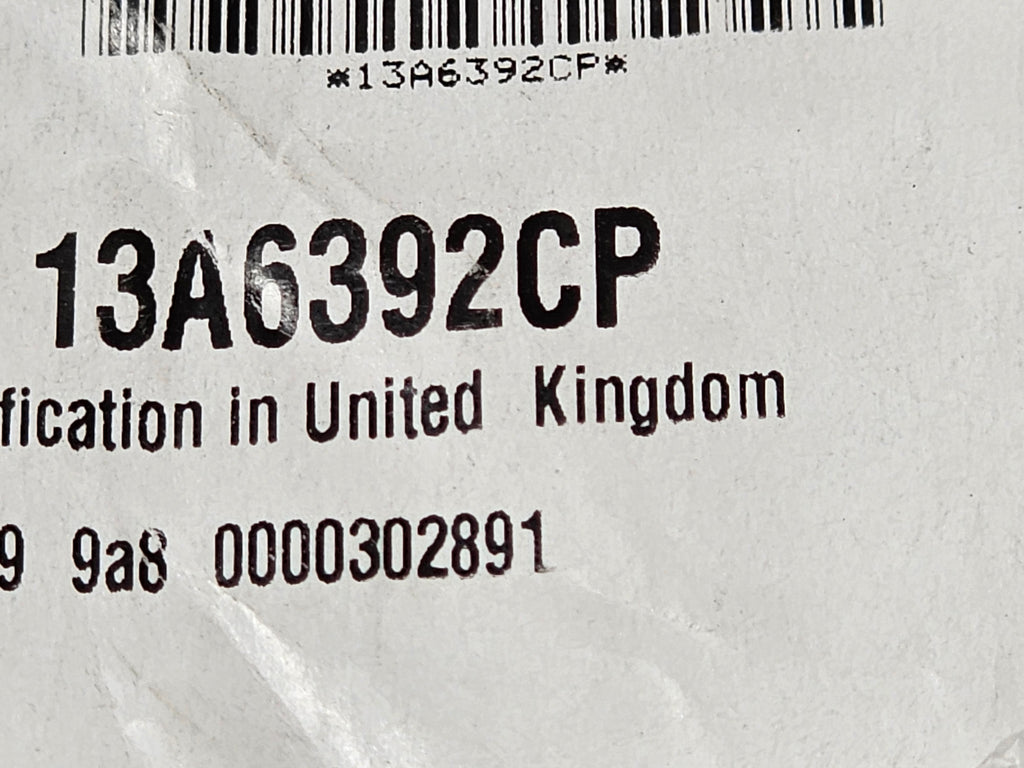 *13A6392CP*
13A6392CP
fication in United Kingdom
9 9a8 0000302891